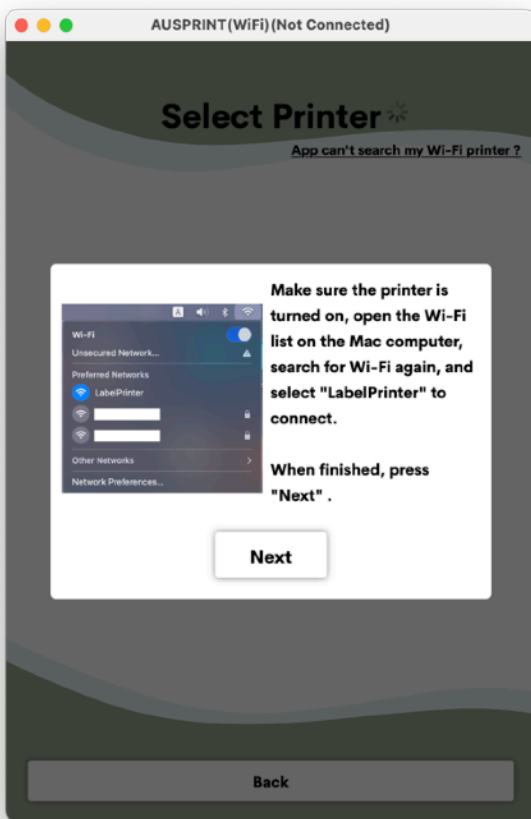 AUSPRINT(WiFi)(Not Connected)
Select Printer
App can't search my Wi-Fi printer ?
A
Wi-Fi
Unsecured Network...
Preferred Networks
LabelPrinter
Other Networks
Network Preferences...
Make sure the printer is
turned on, open the Wi-Fi
list on the Mac computer,
search for Wi-Fi again, and
select "LabelPrinter" to
connect.
When finished, press
"Next" .
Next
Back